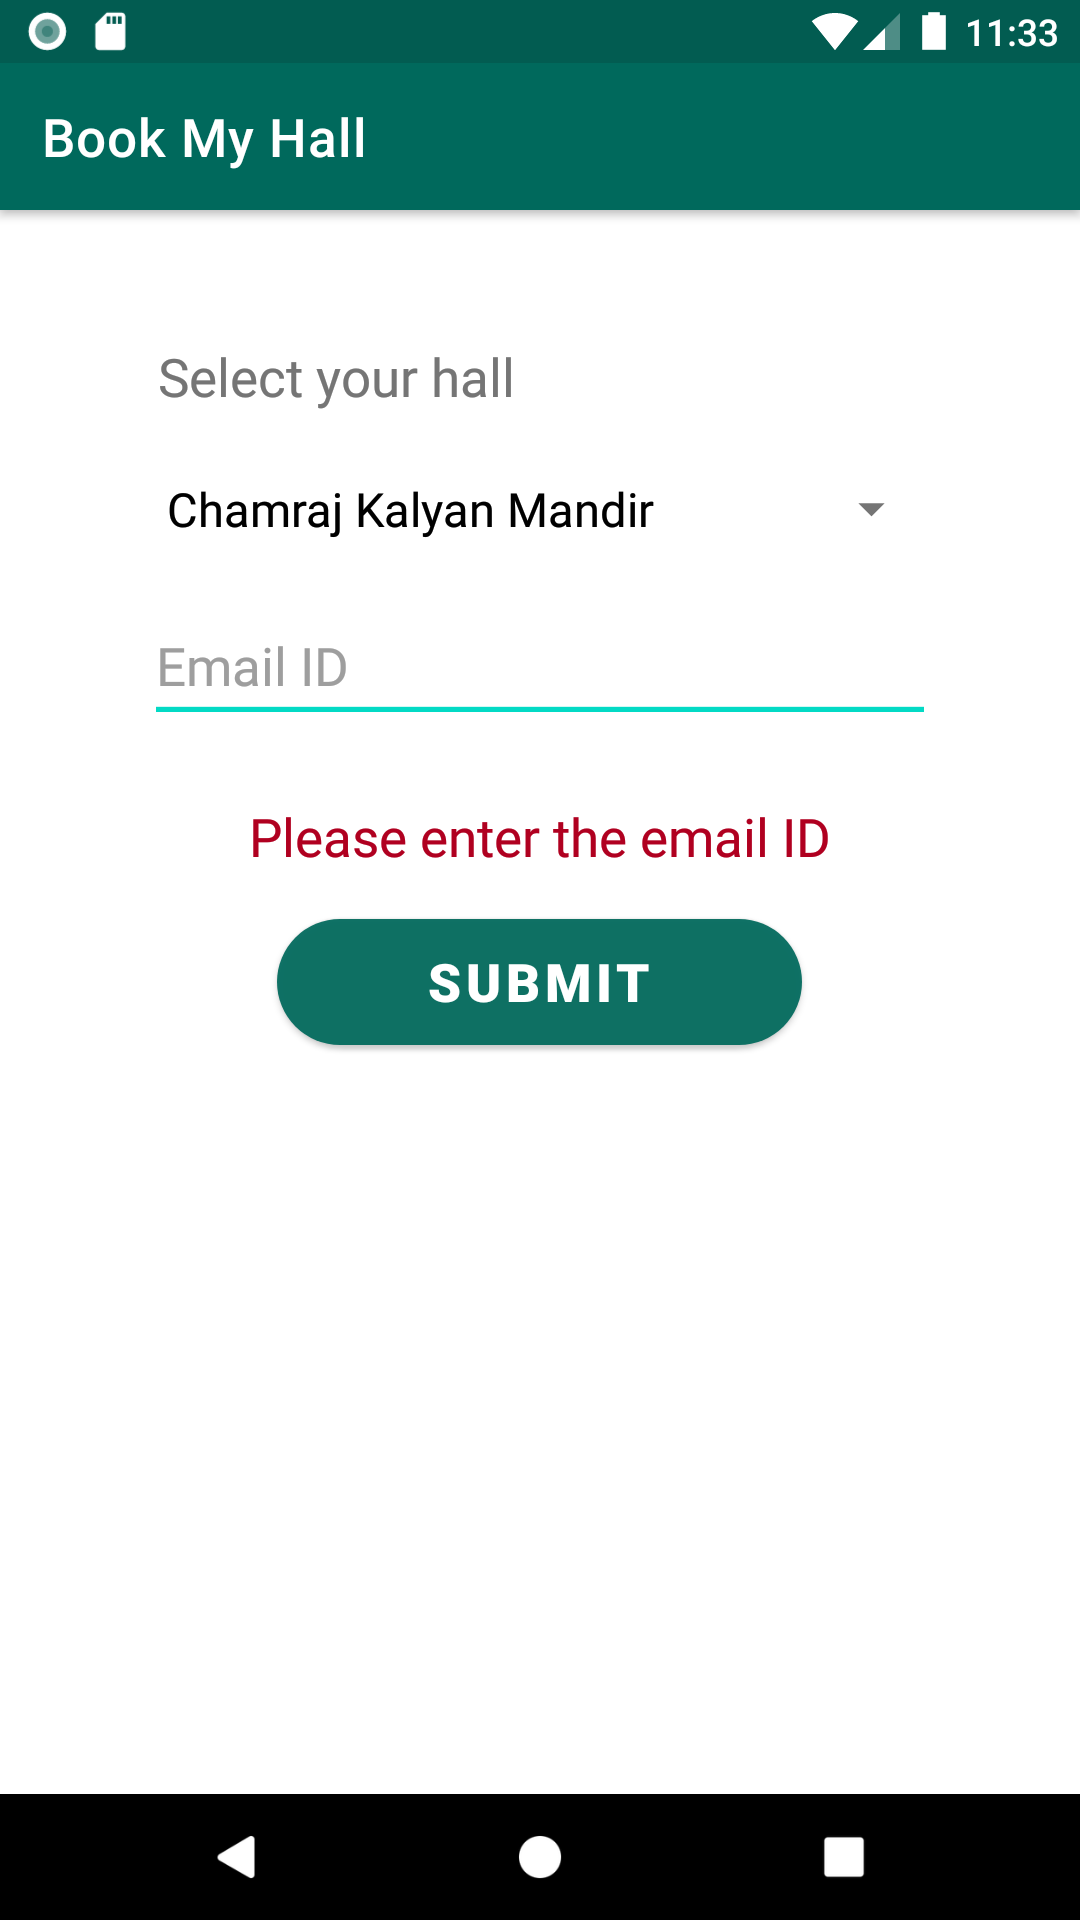 11:33
Book My Hall
Select your hall
Chamraj Kalyan Mandir
Email ID
Please enter the email ID
SUBMIT